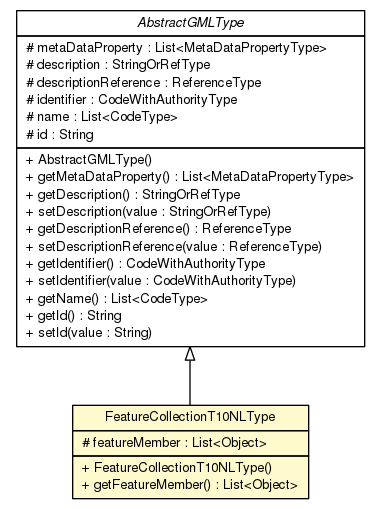 AbstractGMLType
# metaDataProperty : List<MetaDataPropertyType>
# description : StringOrRefType
# descriptionReference : ReferenceType
# identifier : CodeWithAuthorityType
# name : List<CodeType>
# id : String
+ AbstractGMLType()
+ getMetaDataProperty() : List<MetaDataPropertyType>
+ getDescription() : StringOrRefType
+ setDescription(value : StringOrRefType)
+ getDescriptionReference() : ReferenceType
+ setDescriptionReference(value : ReferenceType)
+ getIdentifier() : CodeWithAuthorityType
+ setIdentifier(value : CodeWithAuthorityType)
+ getName() : List<CodeType>
+ getId() : String
+ setId(value : String)
FeatureCollectionT10NLType
# featureMember : List<Object>
+ FeatureCollectionT10NLType()
+ getFeatureMember() : List<Object>